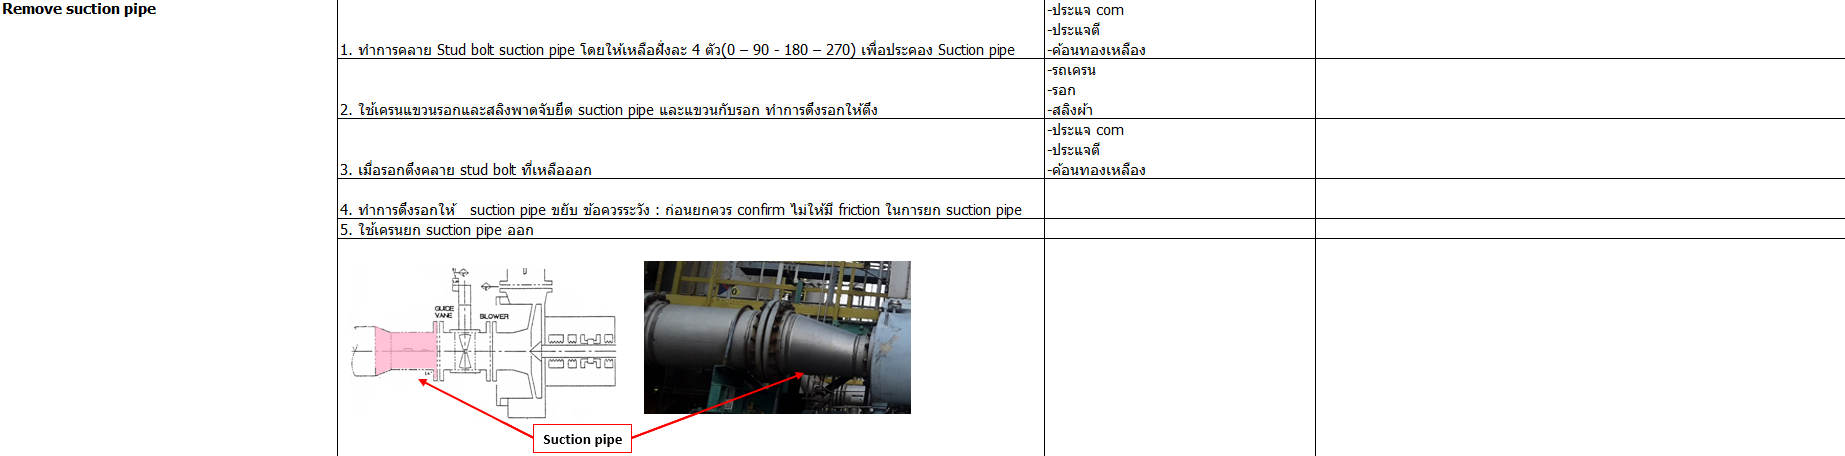 Remove suction pipe
-ประแจ com
-ประแจตี
1. ทำการคลาย Stud bolt suction pipe โดยให้เหลือฝั่งละ 4 ตัว(0 – 90 - 180 – 270) เพื่อประคอง Suction pipe
-ค้อนทองเหลือง
-รถเครน
-รอก
2. ใช้เครนแขวนรอกและสลิงพาดจับยึด suction pipe และแขวนกับรอก ทำการดึงรอกให้ตึง
-สลิงผ้า
-ประแจ com
-ประแจตี
3. เมื่อรอกตึงคลาย stud bolt ที่เหลือออก
-ค้อนทองเหลือง
4. ทำการดึงรอกให้ suction pipe ขยับ ข้อควรระวัง : ก่อนยกควร confirm ไม่ให้มี friction ในการยก suction pipe
5. ใช้เครนยก suction pipe ออก
GUIDE
VANE
BLOWER
Suction pipe